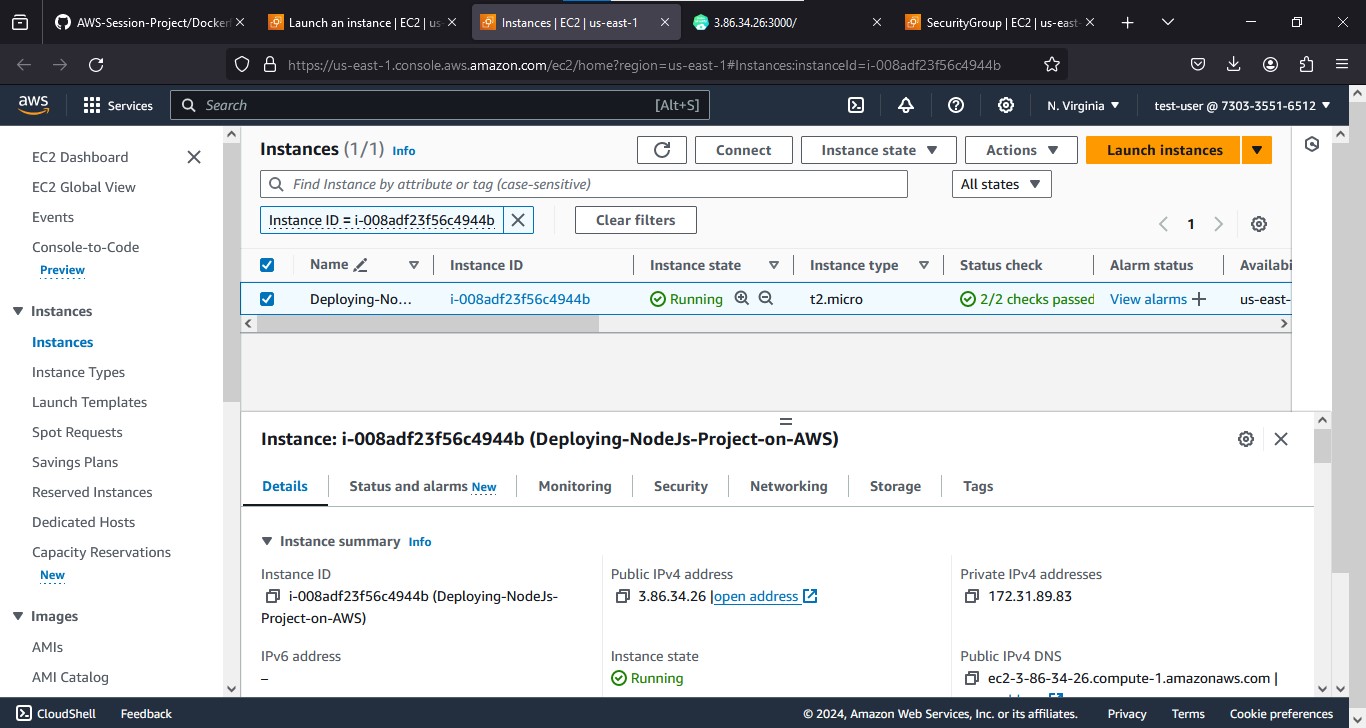 AWS-Session-Project/Dockerf
Launch an instance | EC2 | us-
Instances | EC2 | us-east-1
3.86.34.26:3000/
SecurityGroup | EC2 | us-east-
https://us-east-1.console.aws.amazon.com/ec2/home?region=us-east-1#Instances:instanceId=i-008adf23f56c4944b
aws
Services
Search
[Alt+S]
N. Virginia
test-user @ 7303-3551-6512
EC2 Dashboard
EC2 Global View
Events
Console-to-Code
Preview
Instances
Instances
Instance Types
Launch Templates
Spot Requests
Savings Plans
Reserved Instances
Dedicated Hosts
Capacity Reservations
New
Images
AMIs
AMI Catalog
Instances (1/1) Info
Connect
Instance state
Actions
Launch instances
Find Instance by attribute or tag (case-sensitive)
All states
Instance ID = i-008adf23f56c4944b
Clear filters
1
Name Instance ID Instance state Instance type Status check Alarm status Availabi
Deploying-No... i-008adf23f56c4944b Running t2.micro 2/2 checks passed View alarms us-east-
Instance: i-008adf23f56c4944b (Deploying-NodeJs-Project-on-AWS)
Details Status and alarms New Monitoring Security Networking Storage Tags
Instance summary Info
Instance ID
i-008adf23f56c4944b (Deploying-NodeJs-
Project-on-AWS)
Public IPv4 address
3.86.34.26 |open address
Private IPv4 addresses
172.31.89.83
IPv6 address
–
Instance state
Running
Public IPv4 DNS
ec2-3-86-34-26.compute-1.amazonaws.com |
CloudShell Feedback © 2024, Amazon Web Services, Inc. or its affiliates. Privacy Terms Cookie preferences